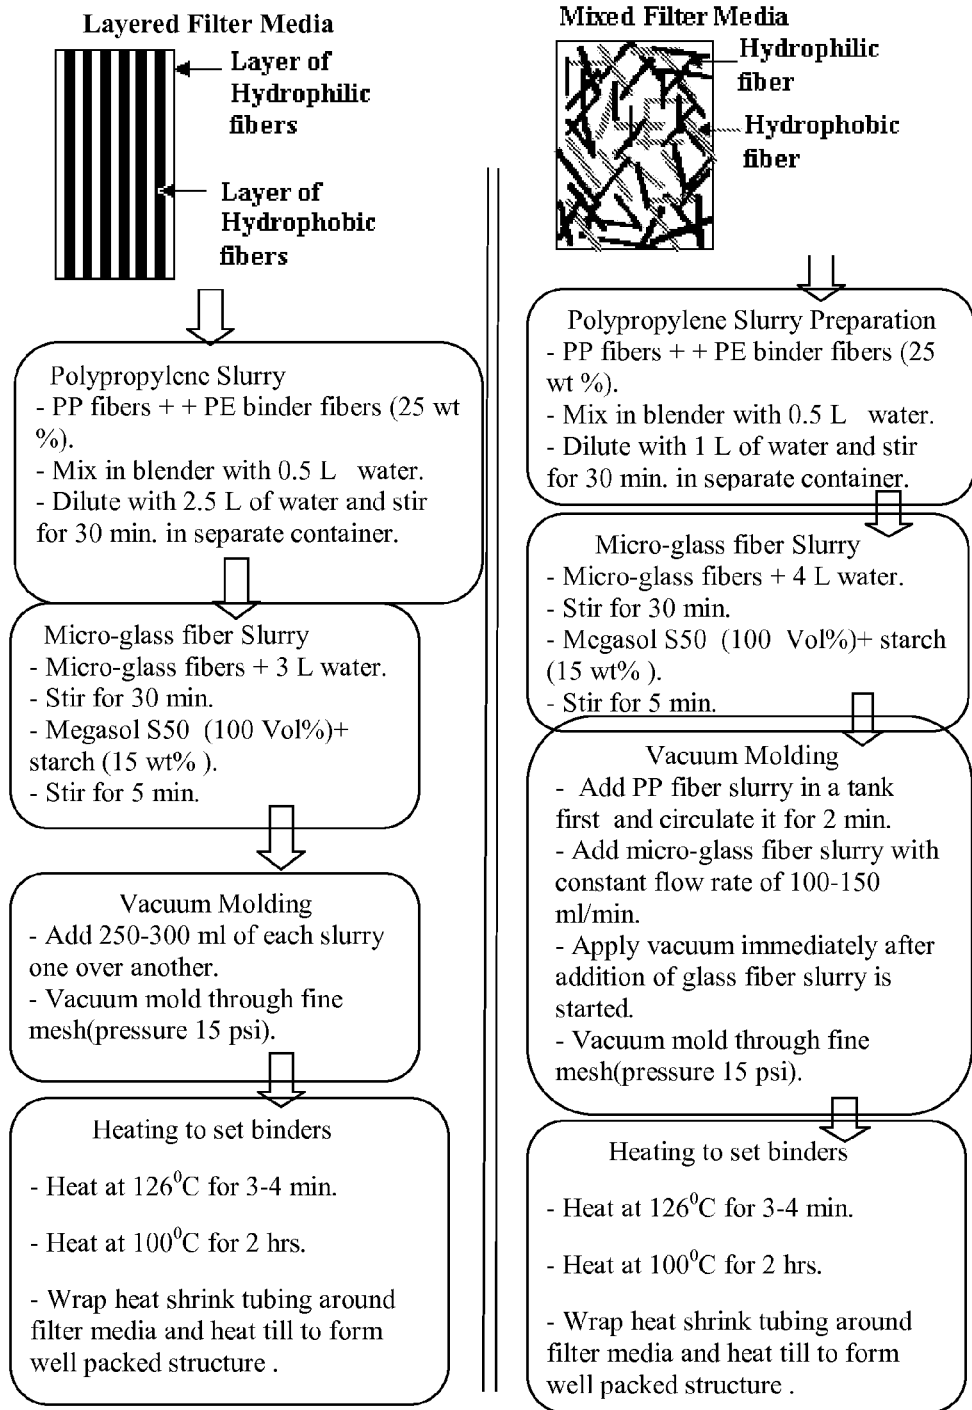 Layered Filter Media
Layer of
Hydrophilic
fibers
Layer of
Hydrophobic
fibers
Polypropylene Slurry
- PP fibers + + PE binder fibers (25 wt
%).
- Mix in blender with 0.5 L water.
- Dilute with 2.5 L of water and stir
for 30 min. in separate container.
Micro-glass fiber Slurry
- Micro-glass fibers + 3 L water.
- Stir for 30 min.
- Megasol S50 (100 Vol%)+
starch (15 wt% ).
- Stir for 5 min.
Vacuum Molding
- Add 250-300 ml of each slurry
one over another.
- Vacuum mold through fine
mesh(pressure 15 psi).
Heating to set binders
- Heat at 126⁰C for 3-4 min.
- Heat at 100⁰C for 2 hrs.
- Wrap heat shrink tubing around
filter media and heat till to form
well packed structure .
Mixed Filter Media
Hydrophilic
fiber
Hydrophobic
fiber
Polypropylene Slurry Preparation
- PP fibers + + PE binder fibers (25
wt %).
- Mix in blender with 0.5 L water.
- Dilute with 1 L of water and stir
for 30 min. in separate container.
Micro-glass fiber Slurry
- Micro-glass fibers + 4 L water.
- Stir for 30 min.
- Megasol S50 (100 Vol%)+ starch
(15 wt% ).
- Stir for 5 min.
Vacuum Molding
- Add PP fiber slurry in a tank
first and circulate it for 2 min.
- Add micro-glass fiber slurry with
constant flow rate of 100-150
ml/min.
- Apply vacuum immediately after
addition of glass fiber slurry is
started.
- Vacuum mold through fine
mesh(pressure 15 psi).
Heating to set binders
- Heat at 126⁰C for 3-4 min.
- Heat at 100⁰C for 2 hrs.
- Wrap heat shrink tubing around
filter media and heat till to form
well packed structure .